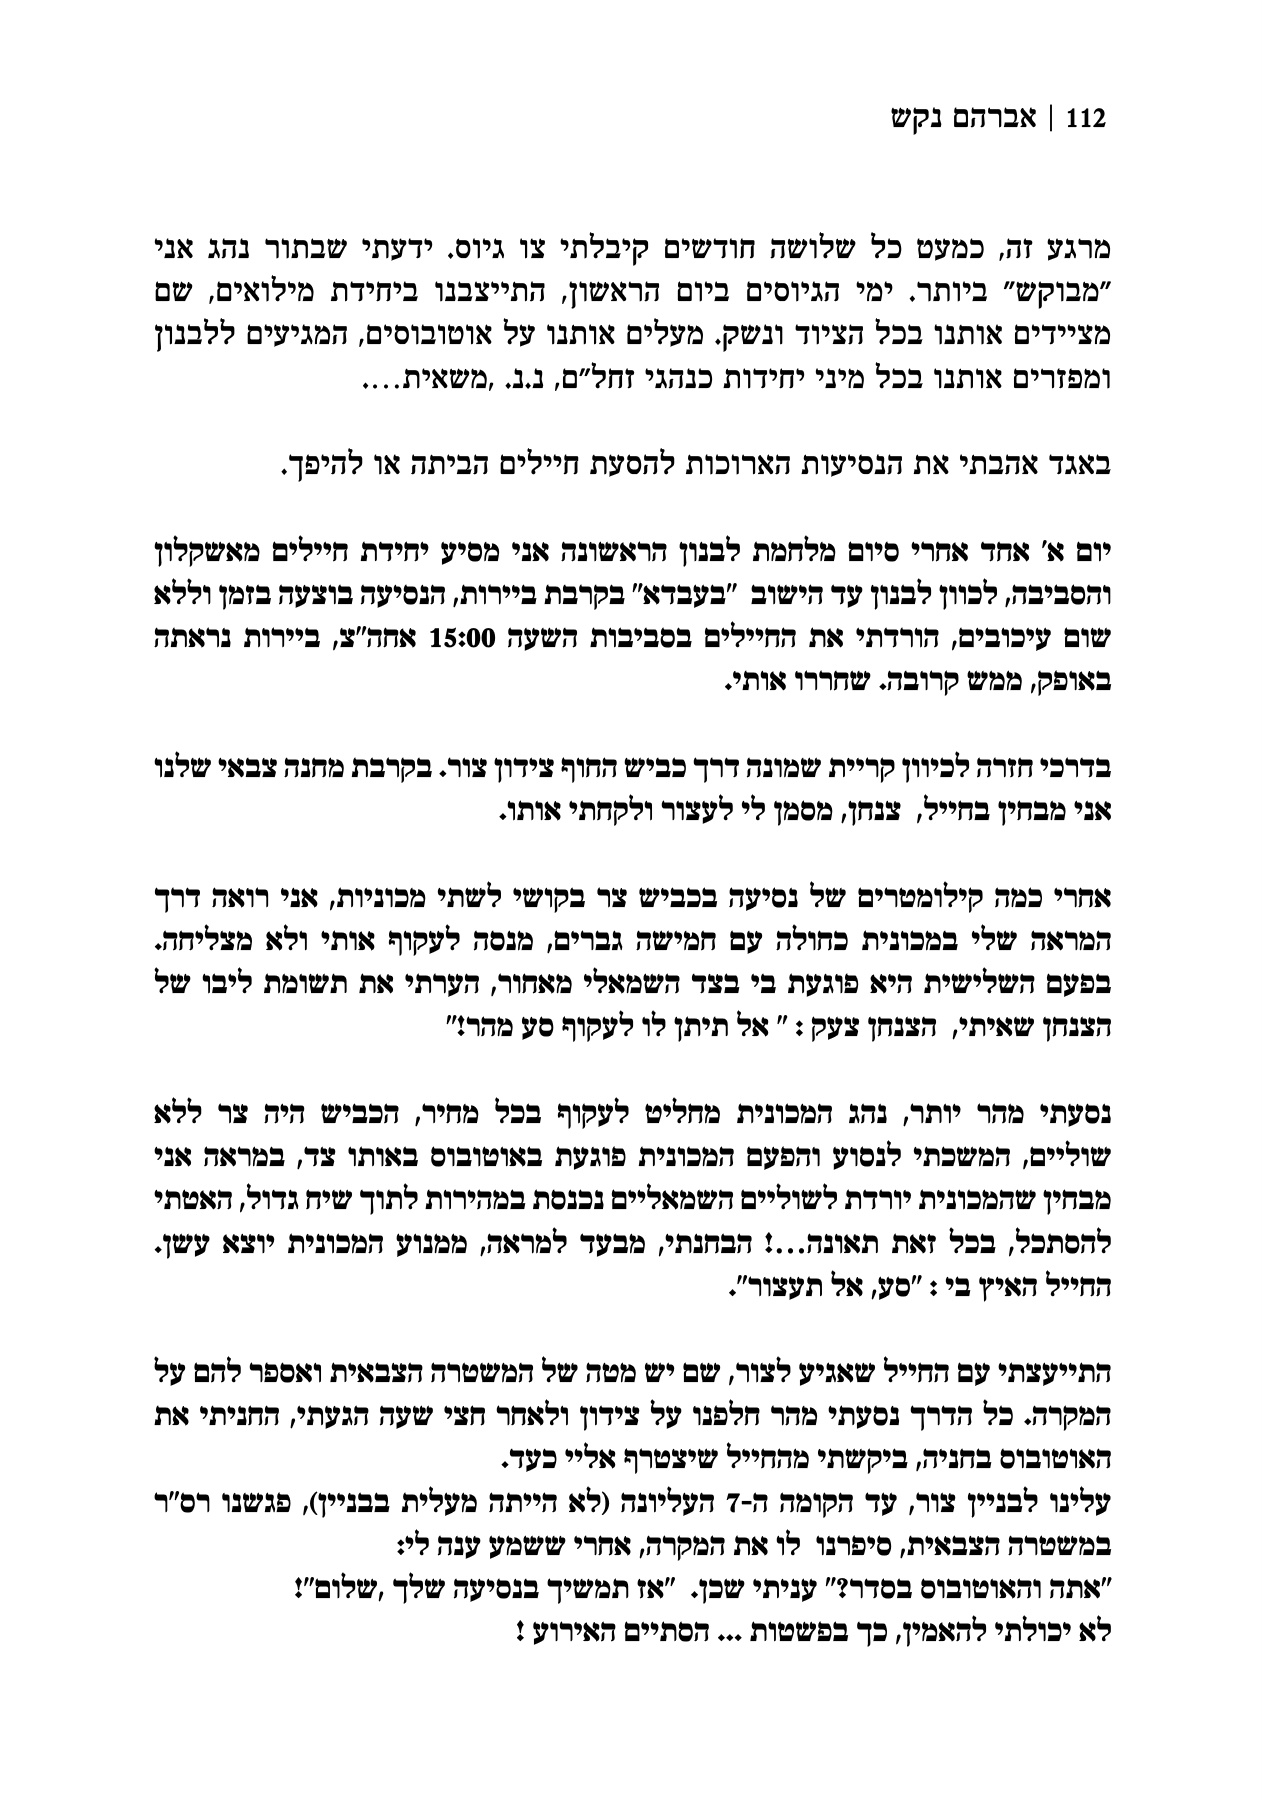 112 | אברהם נקש
מרגע זה, כמעט כל שלושה חודשים קיבלתי צו גיוס. ידעתי שבתור נהג אני
"מבוקש" ביותר. ימי הגיוסים ביום הראשון, התייצבנו ביחידת מילואים, שם
מציידים אותנו בכל הציוד ונשק. מעלים אותנו על אוטובוסים, המגיעים ללבנון
ומפזרים אותנו בכל מיני יחידות כנהגי זחל"ם, נ.נ. ,משאית....
באגד אהבתי את הנסיעות הארוכות להסעת חיילים הביתה או להיפך.
יום א' אחד אחרי סיום מלחמת לבנון הראשונה אני מסיע יחידת חיילים מאשקלון
והסביבה, לכוון לבנון עד הישוב "בעבדא" בקרבת ביירות, הנסיעה בוצעה בזמן וללא
שום עיכובים, הורדתי את החיילים בסביבות השעה 15:00 אחה"צ, ביירות נראתה
באופק, ממש קרובה. שחררו אותי.
בדרכי חזרה לכיוון קריית שמונה דרך כביש החוף צידון צור. בקרבת מחנה צבאי שלנו
אני מבחין בחייל, צנחן, מסמן לי לעצור ולקחתי אותו.
אחרי כמה קילומטרים של נסיעה בכביש צר בקושי לשתי מכוניות, אני רואה דרך
המראה שלי במכונית כחולה עם חמישה גברים, מנסה לעקוף אותי ולא מצליחה.
בפעם השלישית היא פוגעת בי בצד השמאלי מאחור, הערתי את תשומת ליבו של
הצנחן שאיתי, הצנחן צעק : " אל תיתן לו לעקוף סע מהר!"
נסעתי מהר יותר, נהג המכונית מחליט לעקוף בכל מחיר, הכביש היה צר ללא
שוליים, המשכתי לנסוע והפעם המכונית פוגעת באוטובוס באותו צד, במראה אני
מבחין שהמכונית יורדת לשוליים השמאליים נכנסת במהירות לתוך שיח גדול, האטתי
להסתכל, בכל זאת תאונה...! הבחנתי, מבעד למראה, ממנוע המכונית יוצא עשן.
החייל האיץ בי : "סע, אל תעצור".
התייעצתי עם החייל שאגיע לצור, שם יש מטה של המשטרה הצבאית ואספר להם על
המקרה. כל הדרך נסעתי מהר חלפנו על צידון ולאחר חצי שעה הגעתי, החניתי את
האוטובוס בחניה, ביקשתי מהחייל שיצטרף אליי כעד.
עלינו לבניין צור, עד הקומה ה-7 העליונה (לא הייתה מעלית בבניין), פגשנו רס"ר
במשטרה הצבאית, סיפרנו לו את המקרה, אחרי ששמע ענה לי:
"אתה והאוטובוס בסדר?" עניתי שכן. "אז תמשיך בנסיעה שלך ,שלום"!
לא יכולתי להאמין, כך בפשטות ... הסתיים האירוע !